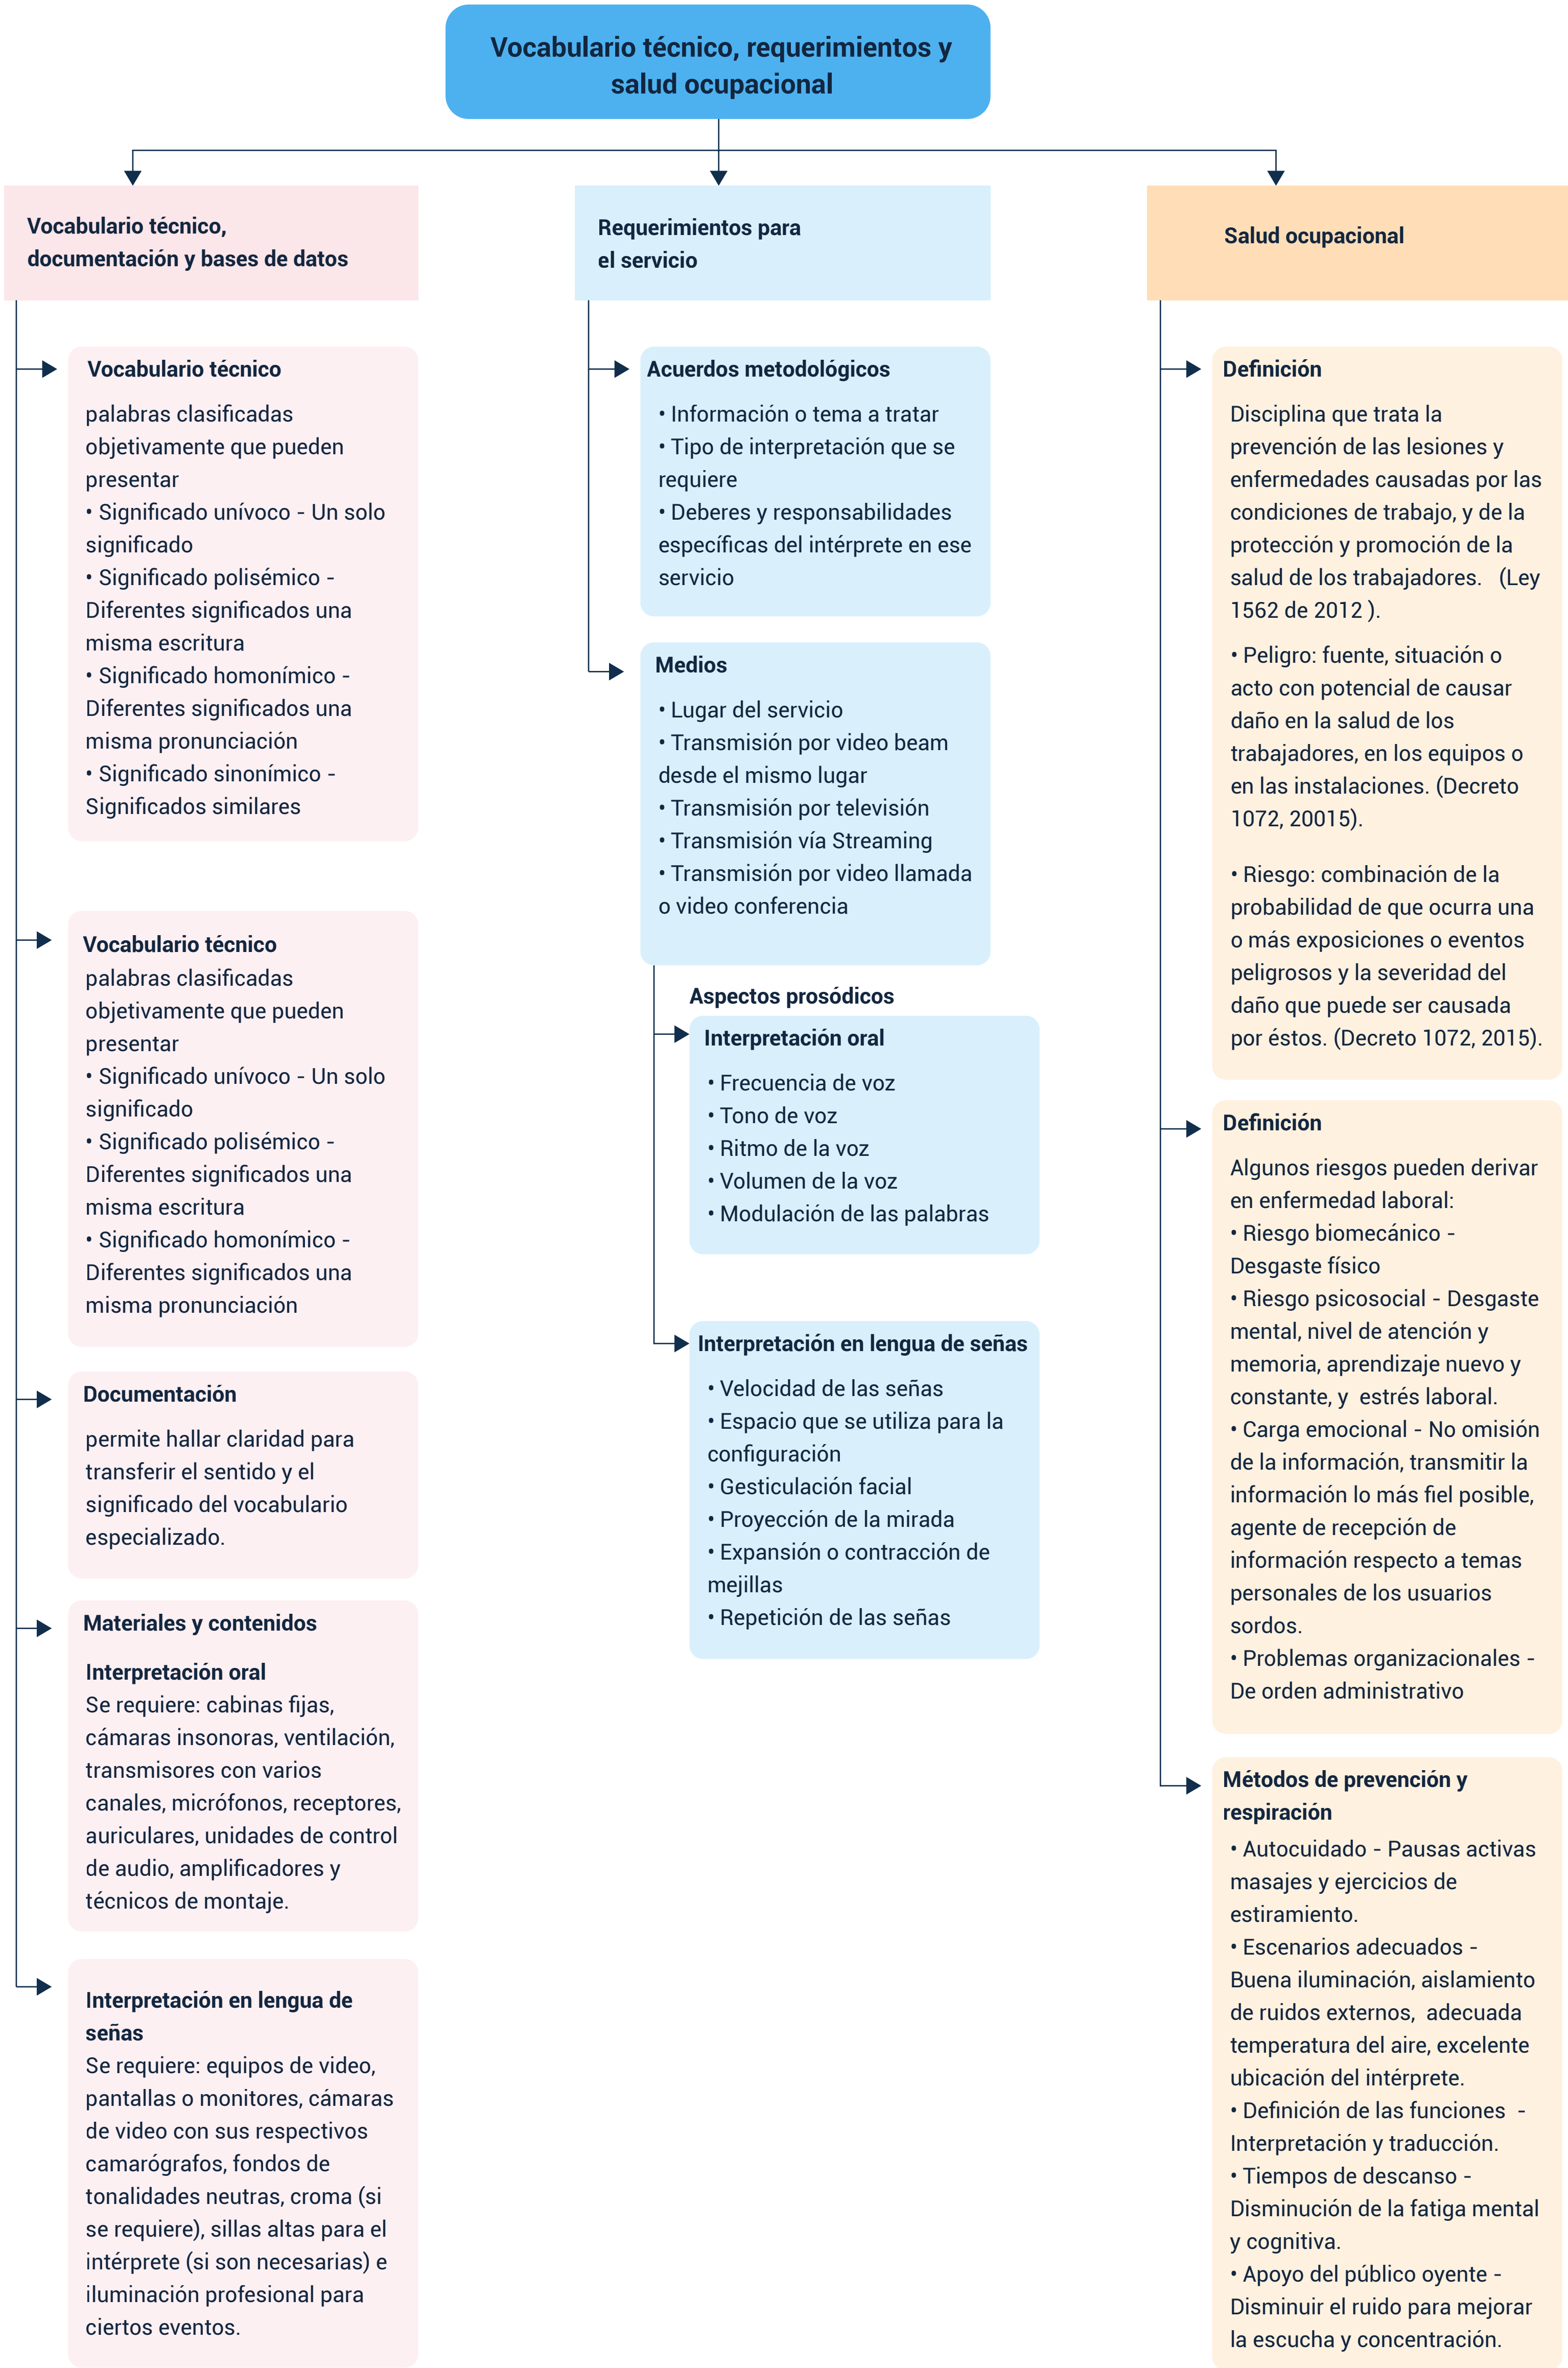 Vocabulario técnico, requerimientos y
salud ocupacional
Vocabulario técnico,
documentación y bases de datos
Vocabulario técnico
palabras clasificadas
objetivamente que pueden
presentar
• Significado unívoco - Un solo
significado
• Significado polisémico -
Diferentes significados una
misma escritura
• Significado homonímico -
Diferentes significados una
misma pronunciación
• Significado sinonímico -
Significados similares
Vocabulario técnico
palabras clasificadas
objetivamente que pueden
presentar
• Significado unívoco - Un solo
significado
• Significado polisémico -
Diferentes significados una
misma escritura
• Significado homonímico -
Diferentes significados una
misma pronunciación
Documentación
permite hallar claridad para
transferir el sentido y el
significado del vocabulario
especializado.
Materiales y contenidos
Interpretación oral
Se requiere: cabinas fijas,
cámaras insonoras, ventilación,
transmisores con varios
canales, micrófonos, receptores,
auriculares, unidades de control
de audio, amplificadores y
técnicos de montaje.
Interpretación en lengua de
señas
Se requiere: equipos de video,
pantallas o monitores, cámaras
de video con sus respectivos
camarógrafos, fondos de
tonalidades neutras, croma (si
se requiere), sillas altas para el
intérprete (si son necesarias) e
iluminación profesional para
ciertos eventos.
Requerimientos para
el servicio
Acuerdos metodológicos
• Información o tema a tratar
• Tipo de interpretación que se
requiere
• Deberes y responsabilidades
específicas del intérprete en ese
servicio
Medios
• Lugar del servicio
• Transmisión por video beam
desde el mismo lugar
• Transmisión por televisión
• Transmisión vía Streaming
• Transmisión por video llamada
o video conferencia
Aspectos prosódicos
Interpretación oral
• Frecuencia de voz
• Tono de voz
• Ritmo de la voz
• Volumen de la voz
• Modulación de las palabras
Interpretación en lengua de señas
• Velocidad de las señas
• Espacio que se utiliza para la
configuración
• Gesticulación facial
• Proyección de la mirada
• Expansión o contracción de
mejillas
• Repetición de las señas
Salud ocupacional
Definición
Disciplina que trata la
prevención de las lesiones y
enfermedades causadas por las
condiciones de trabajo, y de la
protección y promoción de la
salud de los trabajadores. (Ley
1562 de 2012 ).
• Peligro: fuente, situación o
acto con potencial de causar
daño en la salud de los
trabajadores, en los equipos o
en las instalaciones. (Decreto
1072, 20015).
• Riesgo: combinación de la
probabilidad de que ocurra una
o más exposiciones o eventos
peligrosos y la severidad del
daño que puede ser causada
por éstos. (Decreto 1072, 2015).
Definición
Algunos riesgos pueden derivar
en enfermedad laboral:
• Riesgo biomecánico -
Desgaste físico
• Riesgo psicosocial - Desgaste
mental, nivel de atención y
memoria, aprendizaje nuevo y
constante, y estrés laboral.
• Carga emocional - No omisión
de la información, transmitir la
información lo más fiel posible,
agente de recepción de
información respecto a temas
personales de los usuarios
sordos.
• Problemas organizacionales -
De orden administrativo
Métodos de prevención y
respiración
• Autocuidado - Pausas activas
masajes y ejercicios de
estiramiento.
• Escenarios adecuados -
Buena iluminación, aislamiento
de ruidos externos, adecuada
temperatura del aire, excelente
ubicación del intérprete.
• Definición de las funciones -
Interpretación y traducción.
• Tiempos de descanso -
Disminución de la fatiga mental
y cognitiva.
• Apoyo del público oyente -
Disminuir el ruido para mejorar
la escucha y concentración.